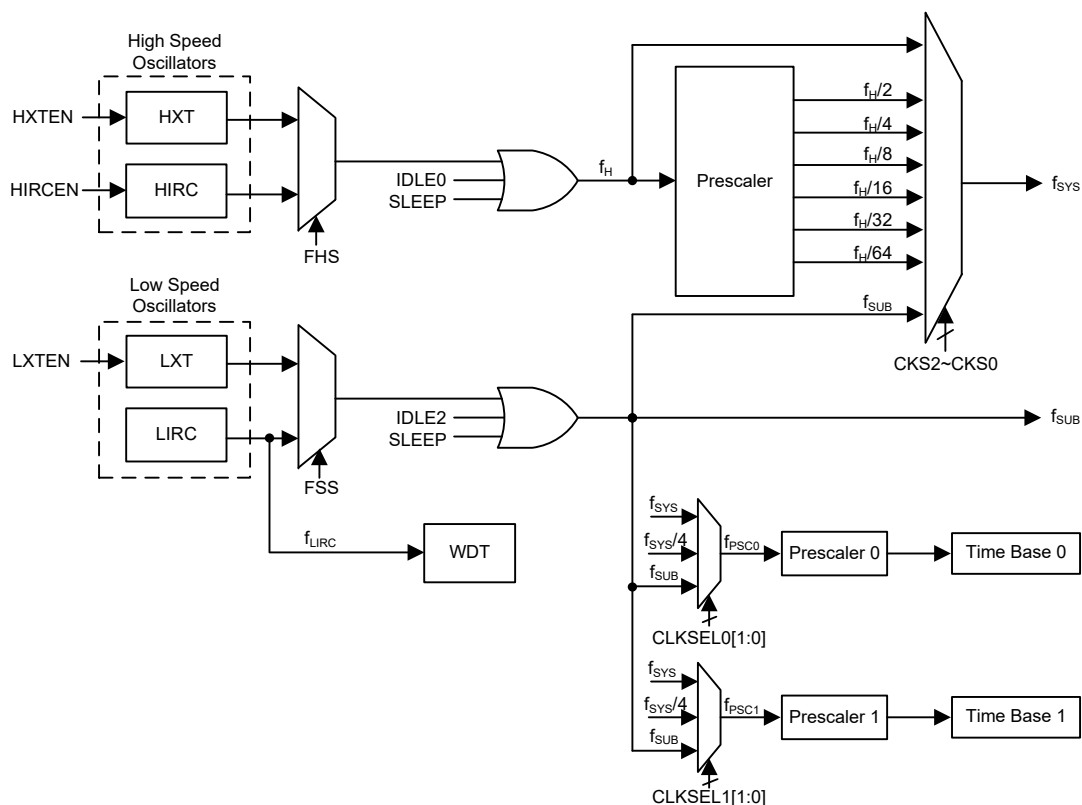 High Speed
Oscillators
HXTEN
HXT
HIRCEN
HIRC
FHS
IDLE0
SLEEP
fH
Prescaler
fH/2
fH/4
fH/8
fH/16
fH/32
fH/64
fSUB
CKS2~CKS0
fSYS
Low Speed
Oscillators
LXTEN
LXT
LIRC
FSS
IDLE2
SLEEP
fSUB
fLIRC
WDT
fSYS
fSYS/4
fSUB
CLKSEL0[1:0]
fPSC0
Prescaler 0
Time Base 0
fSYS
fSYS/4
fSUB
CLKSEL1[1:0]
fPSC1
Prescaler 1
Time Base 1